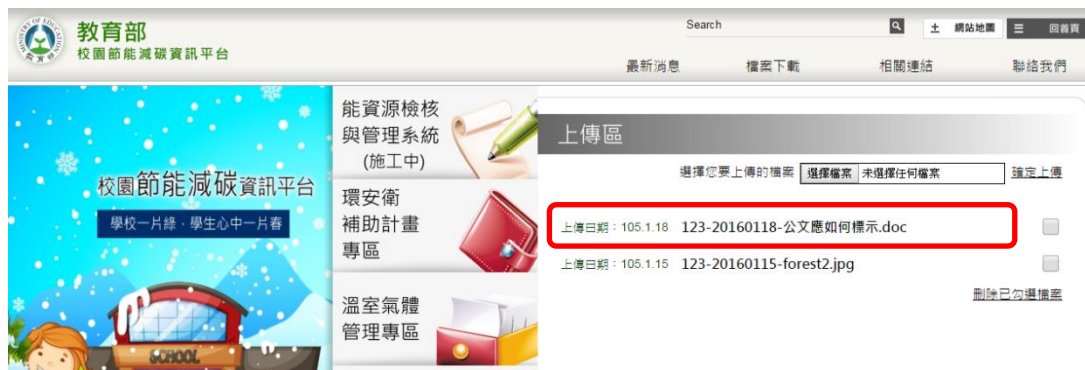 教育部
校園節能減碳資訊平台
Search
網站地圖
回首頁
最新消息 檔案下載 相關連結 聯絡我們
校園節能減碳資訊平台
學校一片綠‧學生心中一片春
SCHOOL
能資源檢核
與管理系統
(施工中)
環安衛
補助計畫
專區
溫室氣體
管理專區
上傳區
選擇您要上傳的檔案 選擇檔案 未選擇任何檔案 確定上傳
上傳日期：105.1.18 123-20160118-公文應如何標示.doc
上傳日期：105.1.15 123-20160115-forest2.jpg
刪除已勾選檔案